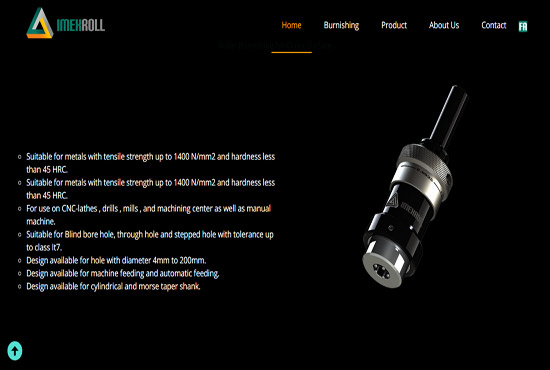 IMEXROLL
Home
Burnishing
Product
About Us
Contact
FR
Suitable for metals with tensile strength up to 1400 N/mm2 and hardness less
than 45 HRC.
Suitable for metals with tensile strength up to 1400 N/mm2 and hardness less
than 45 HRC.
For use on CNC-lathes , drills , mills , and machining center as well as manual
machine.
Suitable for Blind bore hole, through hole and stepped hole with tolerance up
to class It7.
Design available for hole with diameter 4mm to 200mm.
Design available for machine feeding and automatic feeding.
Design available for cylindrical and morse taper shank.
IMEXROLL